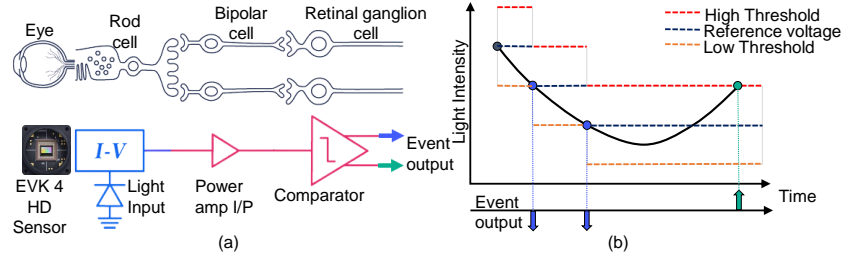 Eye
Rod
cell
Bipolar
cell
Retinal ganglion
cell
I-V
EVK 4
HD
Sensor
Light
Input
Power
amp I/P
Comparator
Event
output
(a)
High Threshold
Reference voltage
Low Threshold
Light Intensity
Time
Event
output
(b)